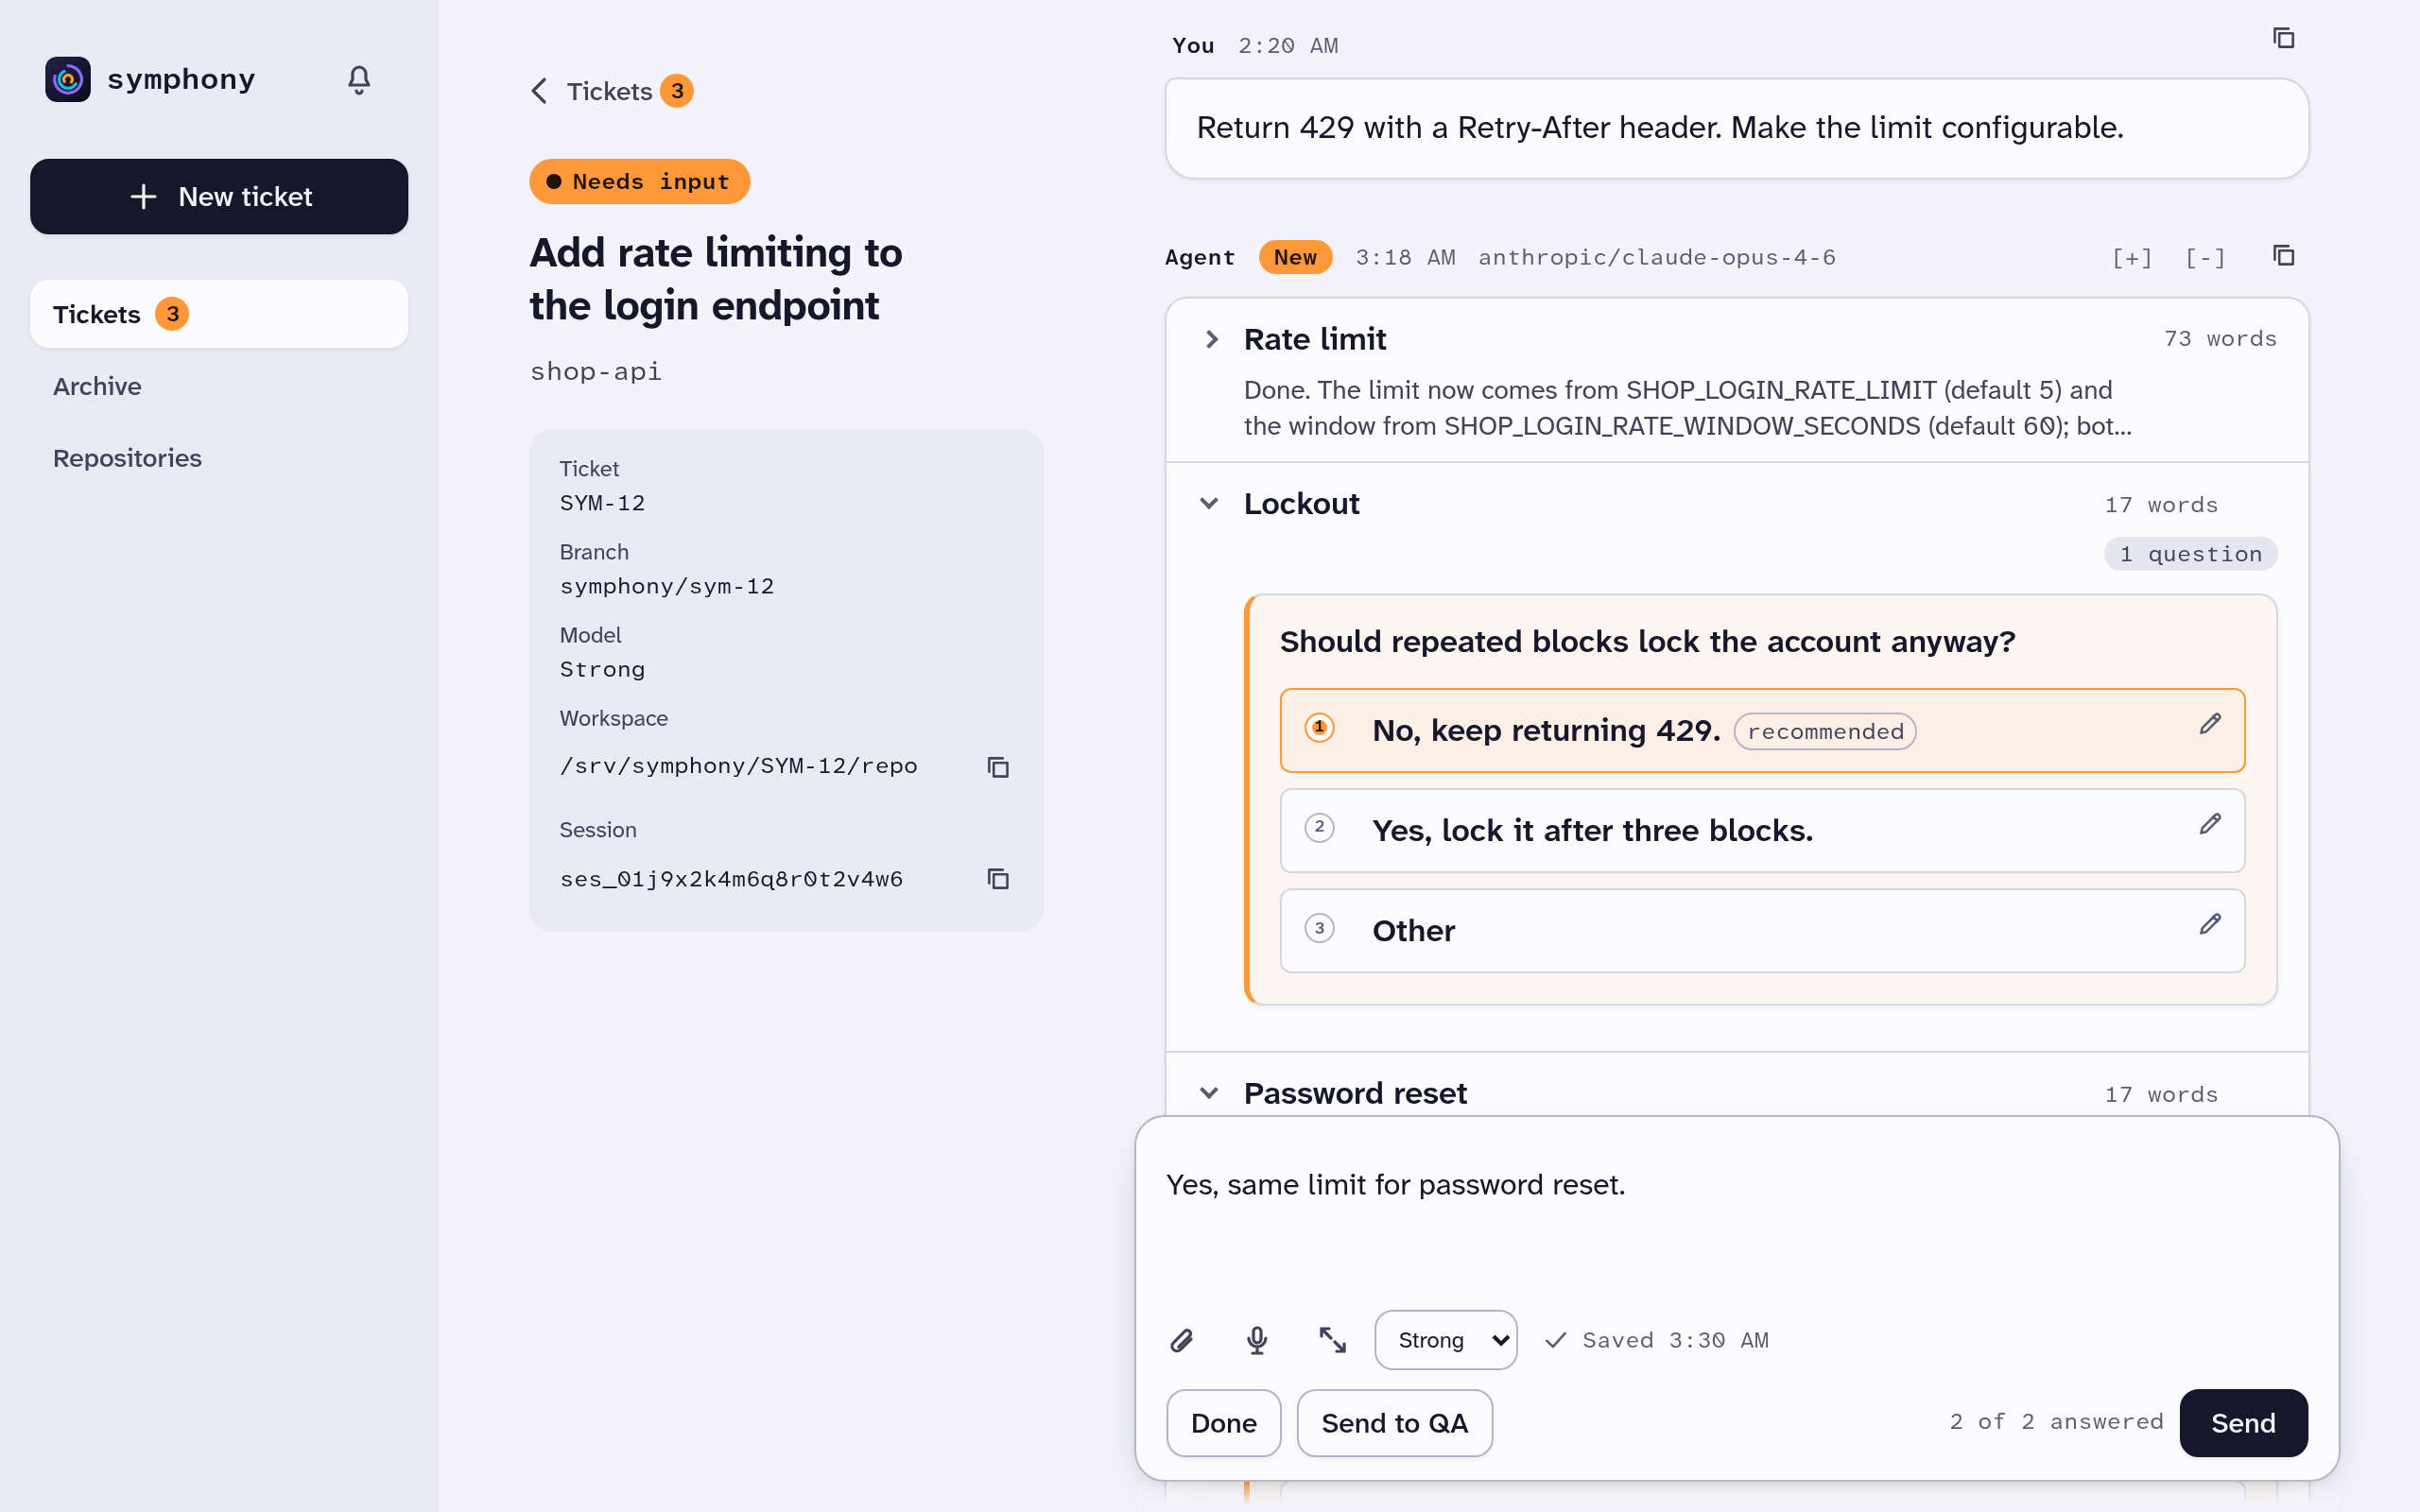 symphony
New ticket
Tickets 3
Archive
Repositories
Tickets 3
Needs input
Add rate limiting to
the login endpoint
shop-api
Ticket
SYM-12
Branch
symphony/sym-12
Model
Strong
Workspace
/srv/symphony/SYM-12/repo
Session
ses_01j9x2k4m6q8r0t2v4w6
You 2:20 AM
Return 429 with a Retry-After header. Make the limit configurable.
Agent New 3:18 AM anthropic/claude-opus-4-6 [+] [-]
Rate limit 73 words
Done. The limit now comes from SHOP_LOGIN_RATE_LIMIT (default 5) and
the window from SHOP_LOGIN_RATE_WINDOW_SECONDS (default 60); bot...
Lockout 17 words
1 question
Should repeated blocks lock the account anyway?
1 No, keep returning 429. recommended
2 Yes, lock it after three blocks.
3 Other
Password reset 17 words
Yes, same limit for password reset.
Strong Saved 3:30 AM
Done Send to QA 2 of 2 answered Send